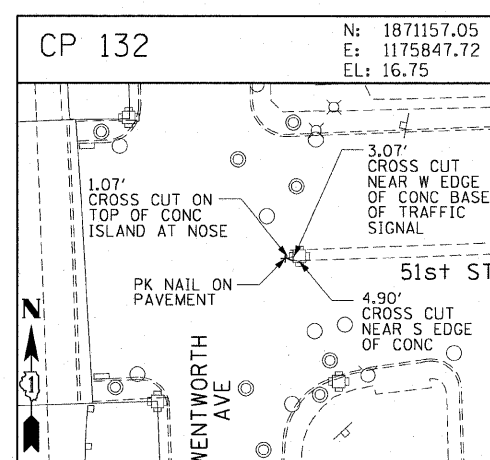 CP 132
N: 1871157.05
E: 1175847.72
EL: 16.75
3.07'
CROSS CUT
NEAR W EDGE
OF CONC BASE
OF TRAFFIC
SIGNAL
1.07'
CROSS CUT ON
TOP OF CONC
ISLAND AT NOSE
PK NAIL ON
PAVEMENT
51st ST
4.90'
CROSS CUT
NEAR S EDGE
OF CONC
N
1
WENTWORTH
AVE